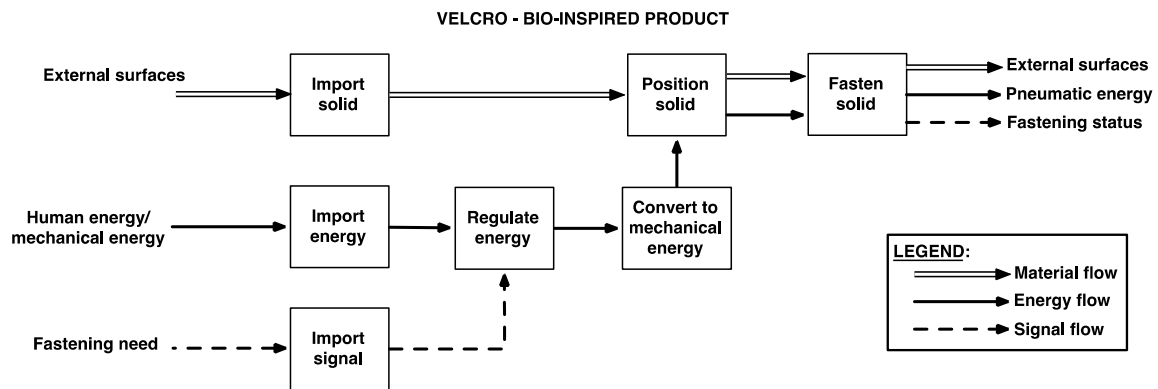 VELCRO - BIO-INSPIRED PRODUCT
External surfaces
Import
solid
Position
solid
Fasten
solid
External surfaces
Pneumatic energy
Fastening status
Human energy/
mechanical energy
Import
energy
Regulate
energy
Convert to
mechanical
energy
Fastening need
Import
signal
LEGEND:
Material flow
Energy flow
Signal flow